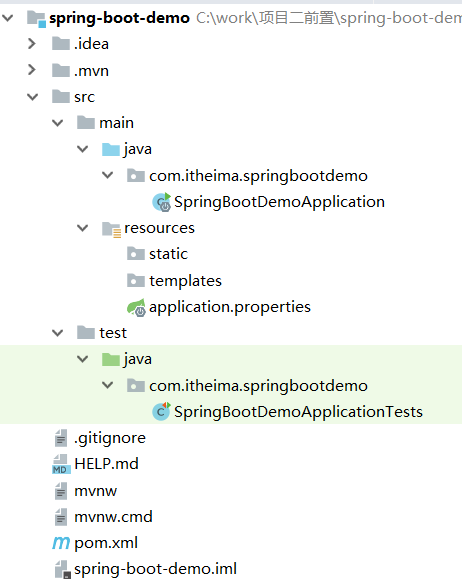 spring-boot-demo C:\work\项目二前置\spring-boot-dem
.idea
.mvn
src
main
java
com.itheima.springbootdemo
SpringBootDemoApplication
resources
static
templates
application.properties
test
java
com.itheima.springbootdemo
SpringBootDemoApplicationTests
.gitignore
MD HELP.md
mvnw
mvnw.cmd
m pom.xml
spring-boot-demo.iml